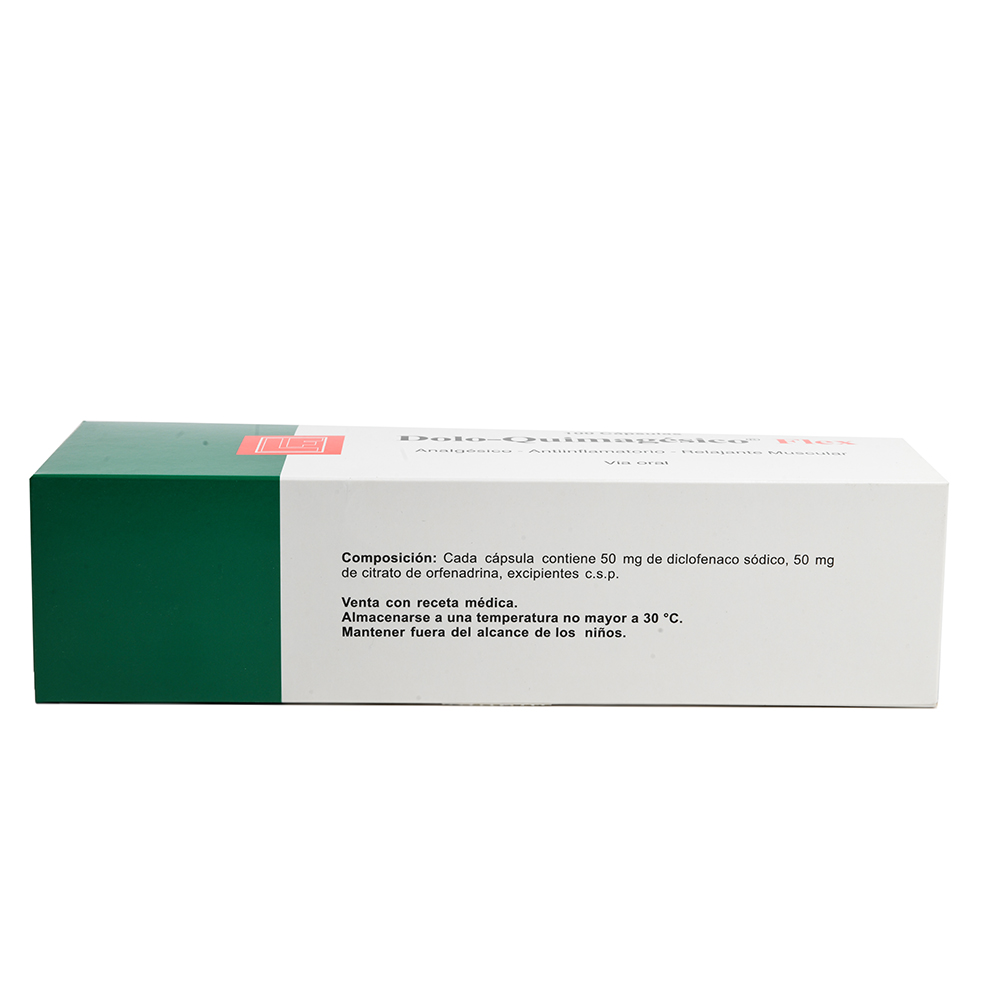 100 Cápsulas
Dolo-Quimagésico® Flex
Analgésico - Antiinflamatorio - Relajante Muscular
Vía oral
Composición: Cada cápsula contiene 50 mg de diclofenaco sódico, 50 mg
de citrato de orfenadrina, excipientes c.s.p.
Venta con receta médica.
Almacenarse a una temperatura no mayor a 30 °C.
Mantener fuera del alcance de los niños.